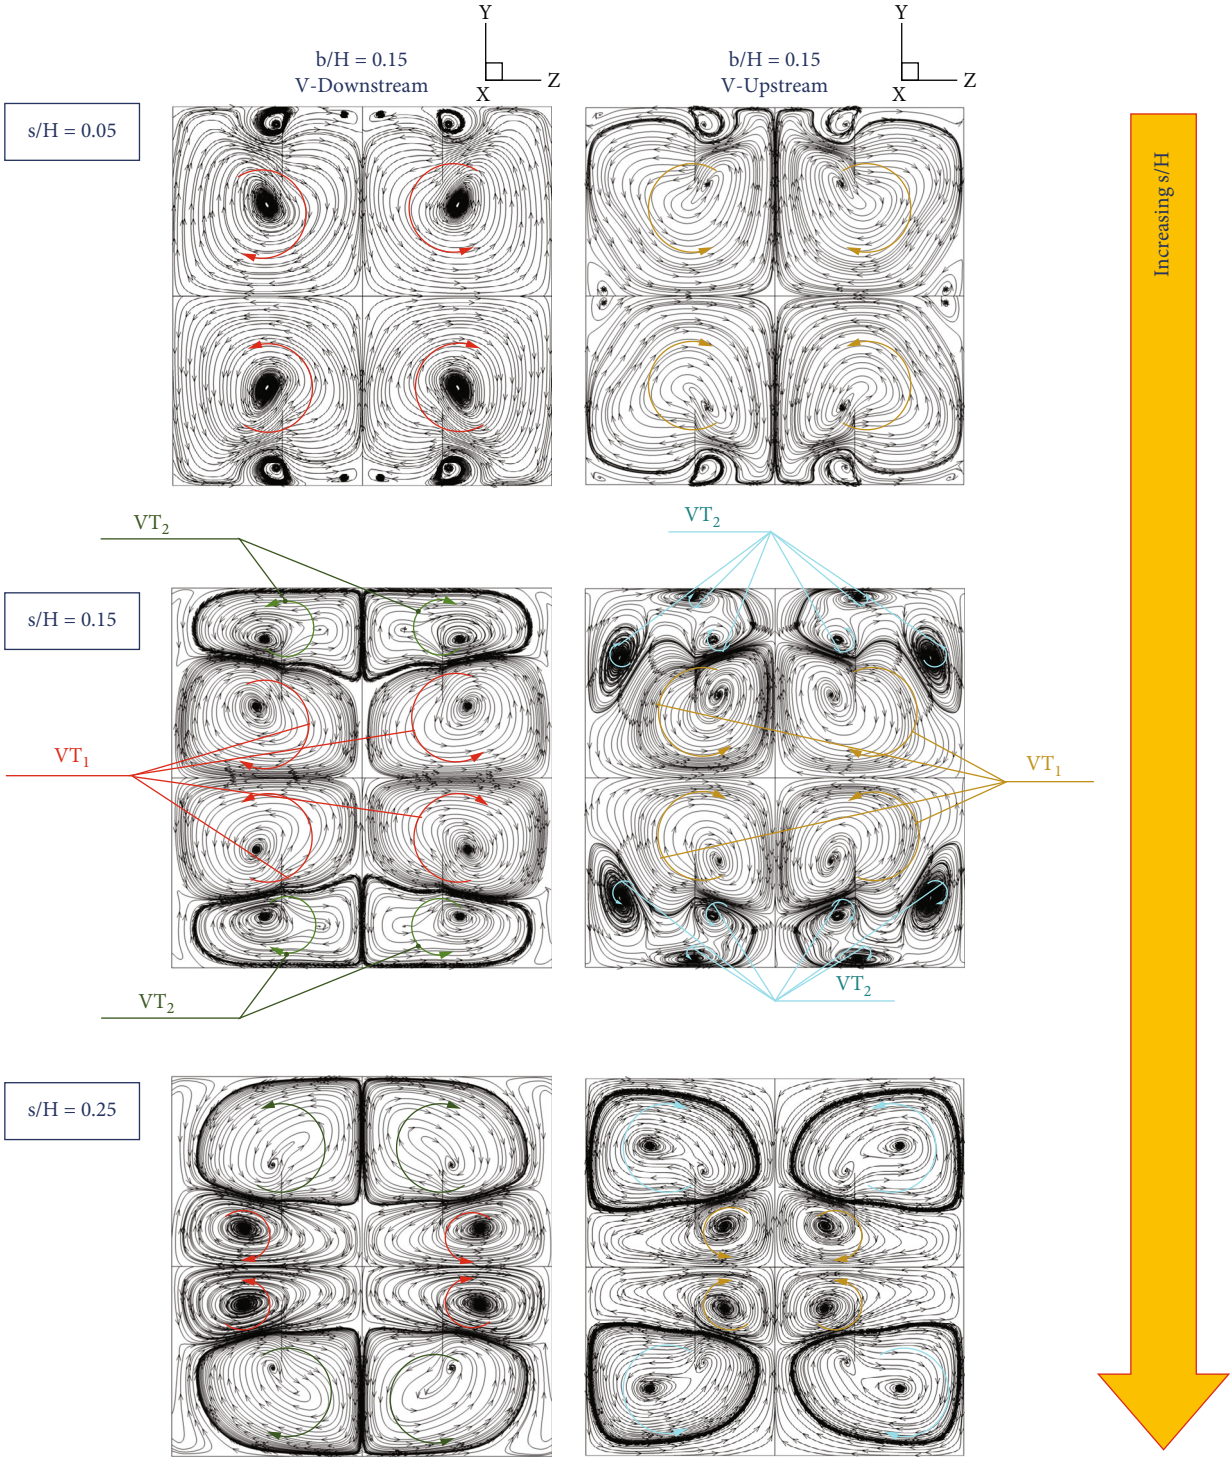 Y
Z
X
b/H = 0.15
V-Downstream
Y
Z
X
b/H = 0.15
V-Upstream
s/H = 0.05
Increasing s/H
VT₂
VT₂
s/H = 0.15
VT₁
VT₁
VT₂
VT₂
s/H = 0.25